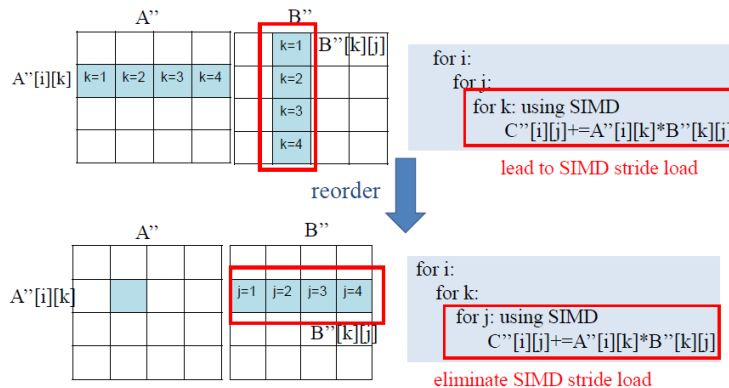 A’’ B’’
B’’[k][j]
A’’[i][k]
k=1 k=2 k=3 k=4
k=1
k=2
k=3
k=4
for i:
for j:
for k: using SIMD
C’’[i][j]+=A’’[i][k]*B’’[k][j]
lead to SIMD stride load
reorder
A’’ B’’
A’’[i][k]
j=1 j=2 j=3 j=4
B’’[k][j]
for i:
for k:
for j: using SIMD
C’’[i][j]+=A’’[i][k]*B’’[k][j]
eliminate SIMD stride load